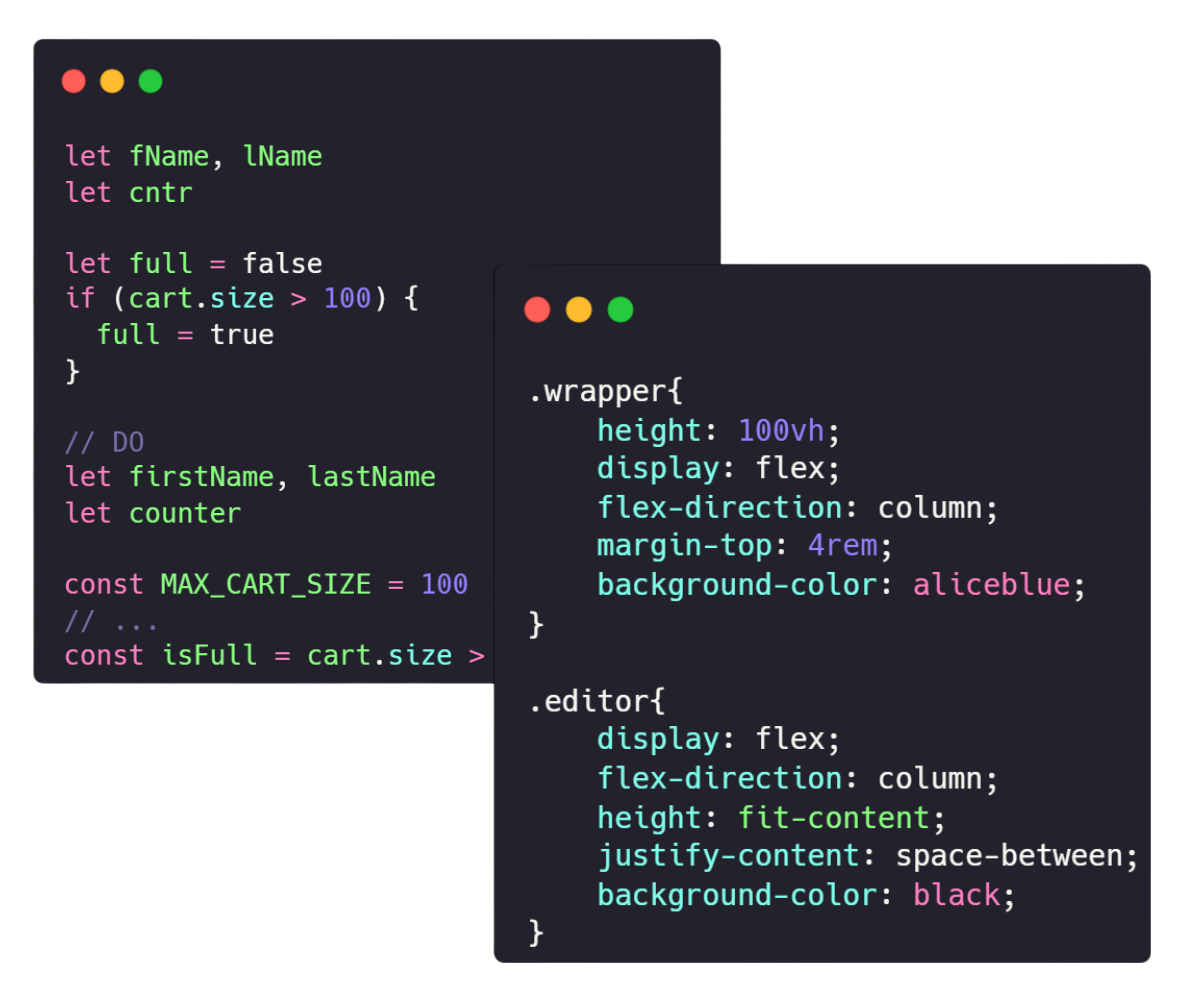 let fName, lName
let cntr

let full = false
if (cart.size > 100) {
  full = true
}

// DO
let firstName, lastName
let counter

const MAX_CART_SIZE = 100
// ...
const isFull = cart.size >

.wrapper{
    height: 100vh;
    display: flex;
    flex-direction: column;
    margin-top: 4rem;
    background-color: aliceblue;
}

.editor{
    display: flex;
    flex-direction: column;
    height: fit-content;
    justify-content: space-between;
    background-color: black;
}